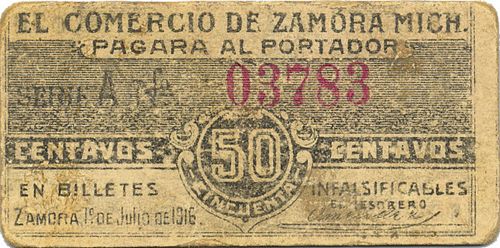 EL COMERCIO DE ZAMORA MICH.
PAGARA AL PORTADOR
SERIE A No 03783
CENTAVOS 50 CENTAVOS
CINCUENTA
EN BILLETES INFALSIFICABLES
ZAMORA 1º DE JULIO DE 1916 EL TESORERO